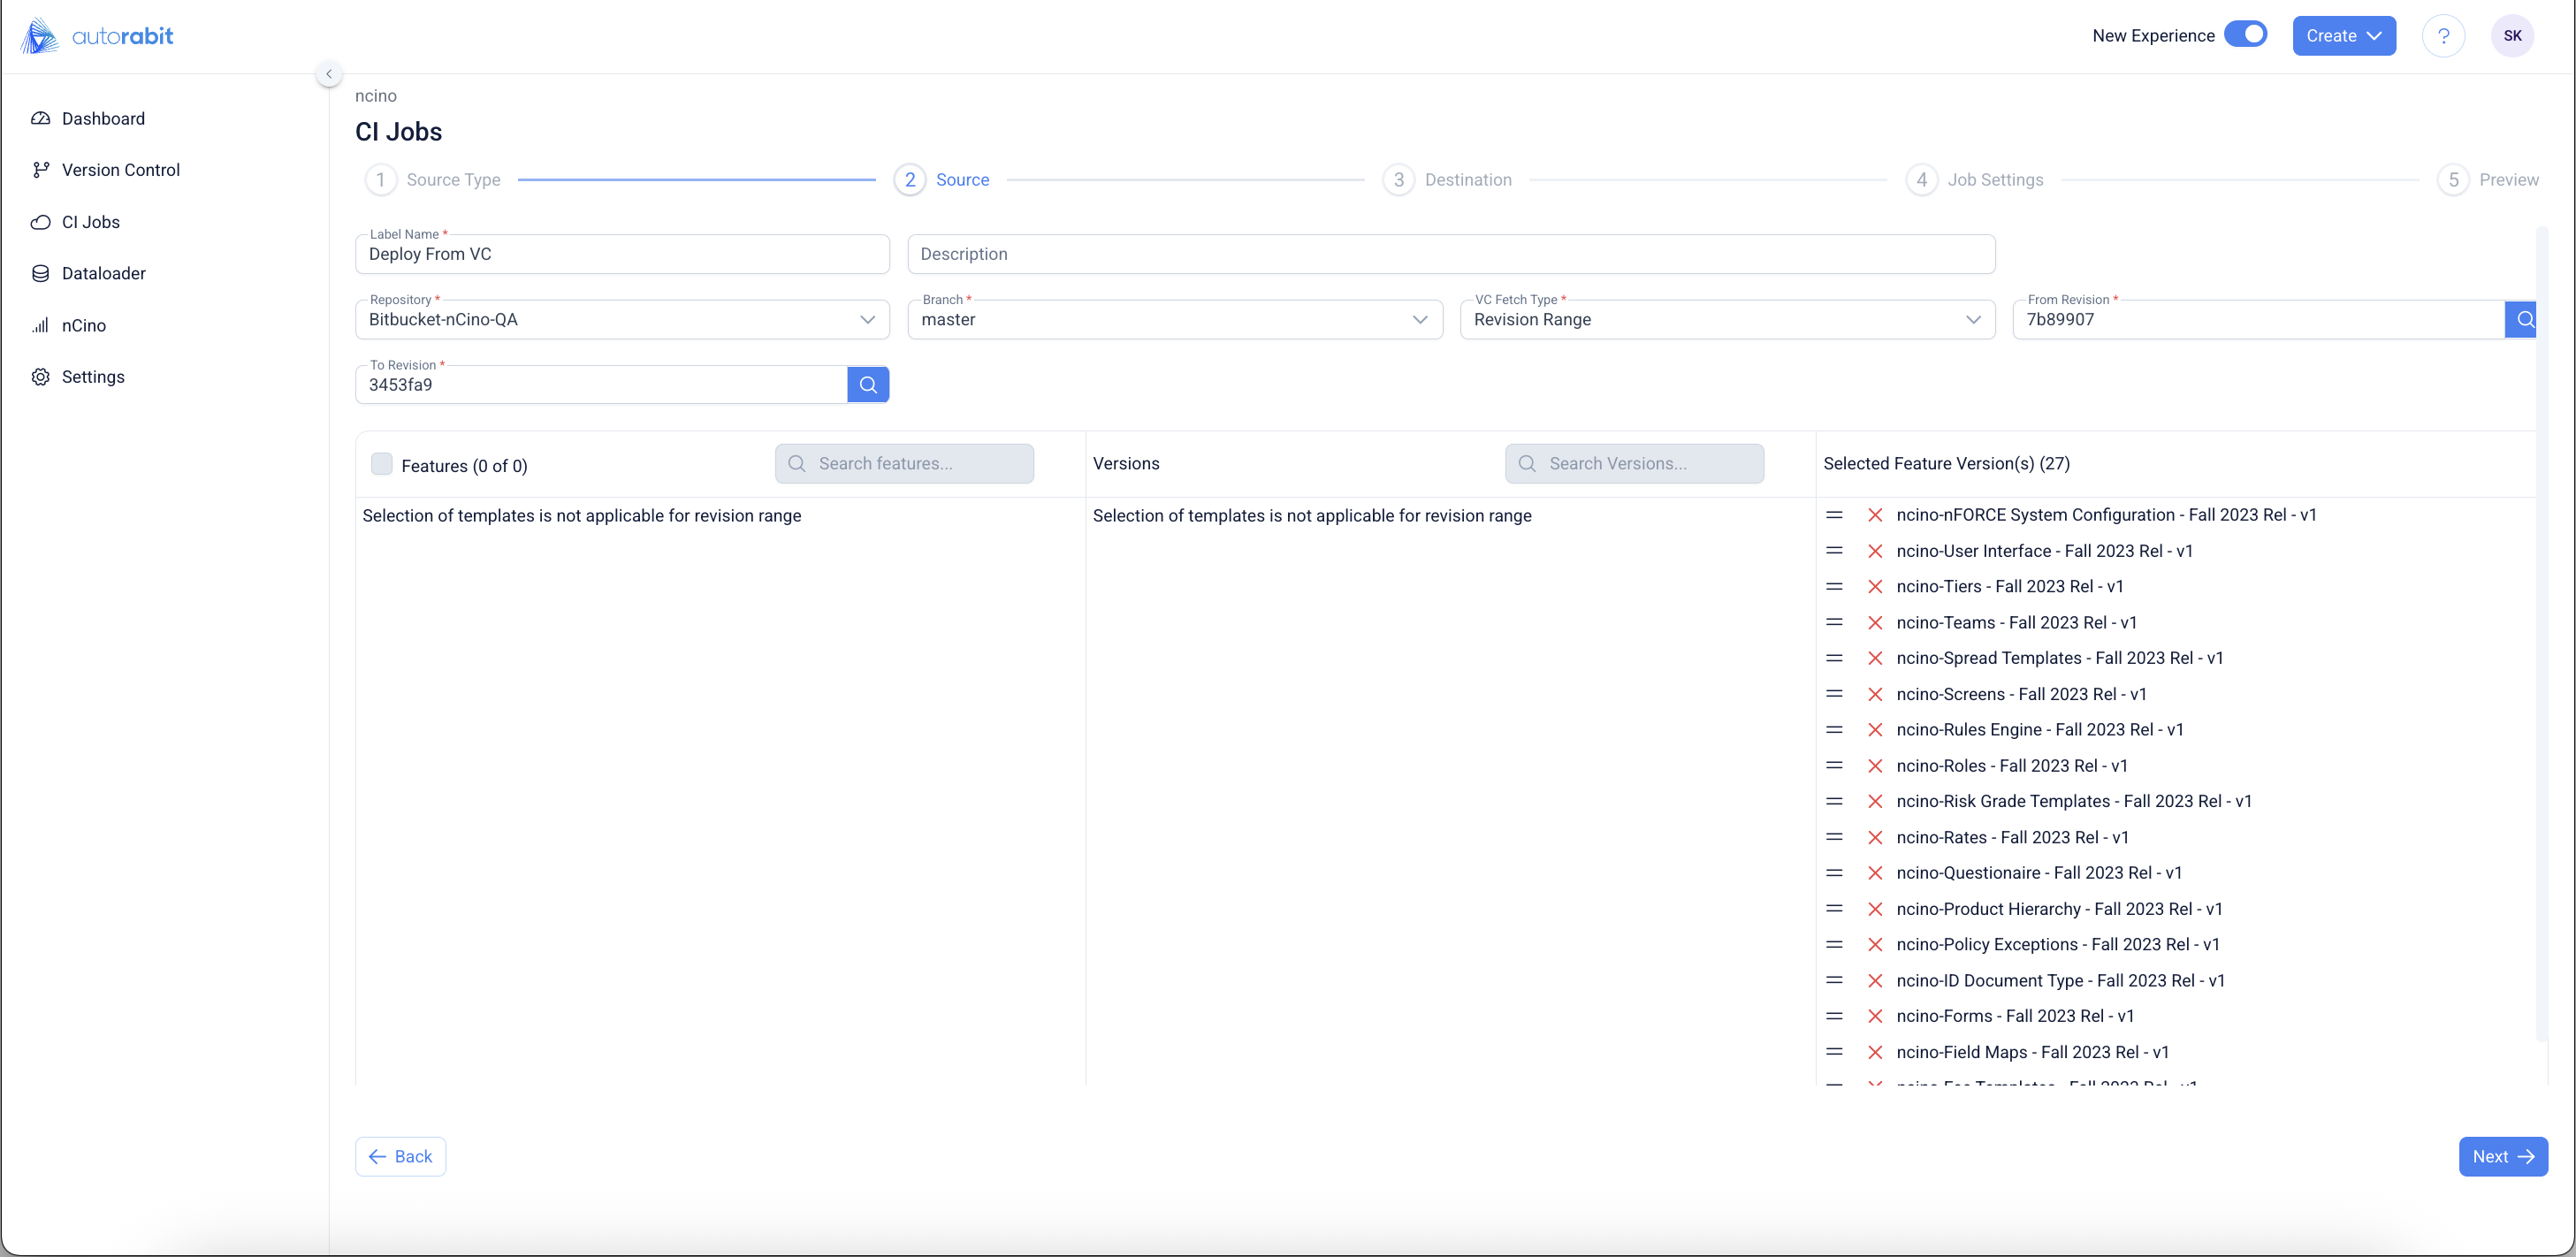 autorabit
New Experience
Create
?
SK
Dashboard
Version Control
CI Jobs
Dataloader
nCino
Settings
ncino
CI Jobs
1 Source Type
2 Source
3 Destination
4 Job Settings
5 Preview
Label Name *
Deploy From VC
Description
Repository *
Bitbucket-nCino-QA
Branch *
master
VC Fetch Type *
Revision Range
From Revision *
7b89907
To Revision *
3453fa9
Features (0 of 0)
Search features...
Versions
Search Versions...
Selected Feature Version(s) (27)
Selection of templates is not applicable for revision range
Selection of templates is not applicable for revision range
ncino-nFORCE System Configuration - Fall 2023 Rel - v1
ncino-User Interface - Fall 2023 Rel - v1
ncino-Tiers - Fall 2023 Rel - v1
ncino-Teams - Fall 2023 Rel - v1
ncino-Spread Templates - Fall 2023 Rel - v1
ncino-Screens - Fall 2023 Rel - v1
ncino-Rules Engine - Fall 2023 Rel - v1
ncino-Roles - Fall 2023 Rel - v1
ncino-Risk Grade Templates - Fall 2023 Rel - v1
ncino-Rates - Fall 2023 Rel - v1
ncino-Questionaire - Fall 2023 Rel - v1
ncino-Product Hierarchy - Fall 2023 Rel - v1
ncino-Policy Exceptions - Fall 2023 Rel - v1
ncino-ID Document Type - Fall 2023 Rel - v1
ncino-Forms - Fall 2023 Rel - v1
ncino-Field Maps - Fall 2023 Rel - v1
ncino-Fee Templates - Fall 2023 Rel - v1
Back
Next